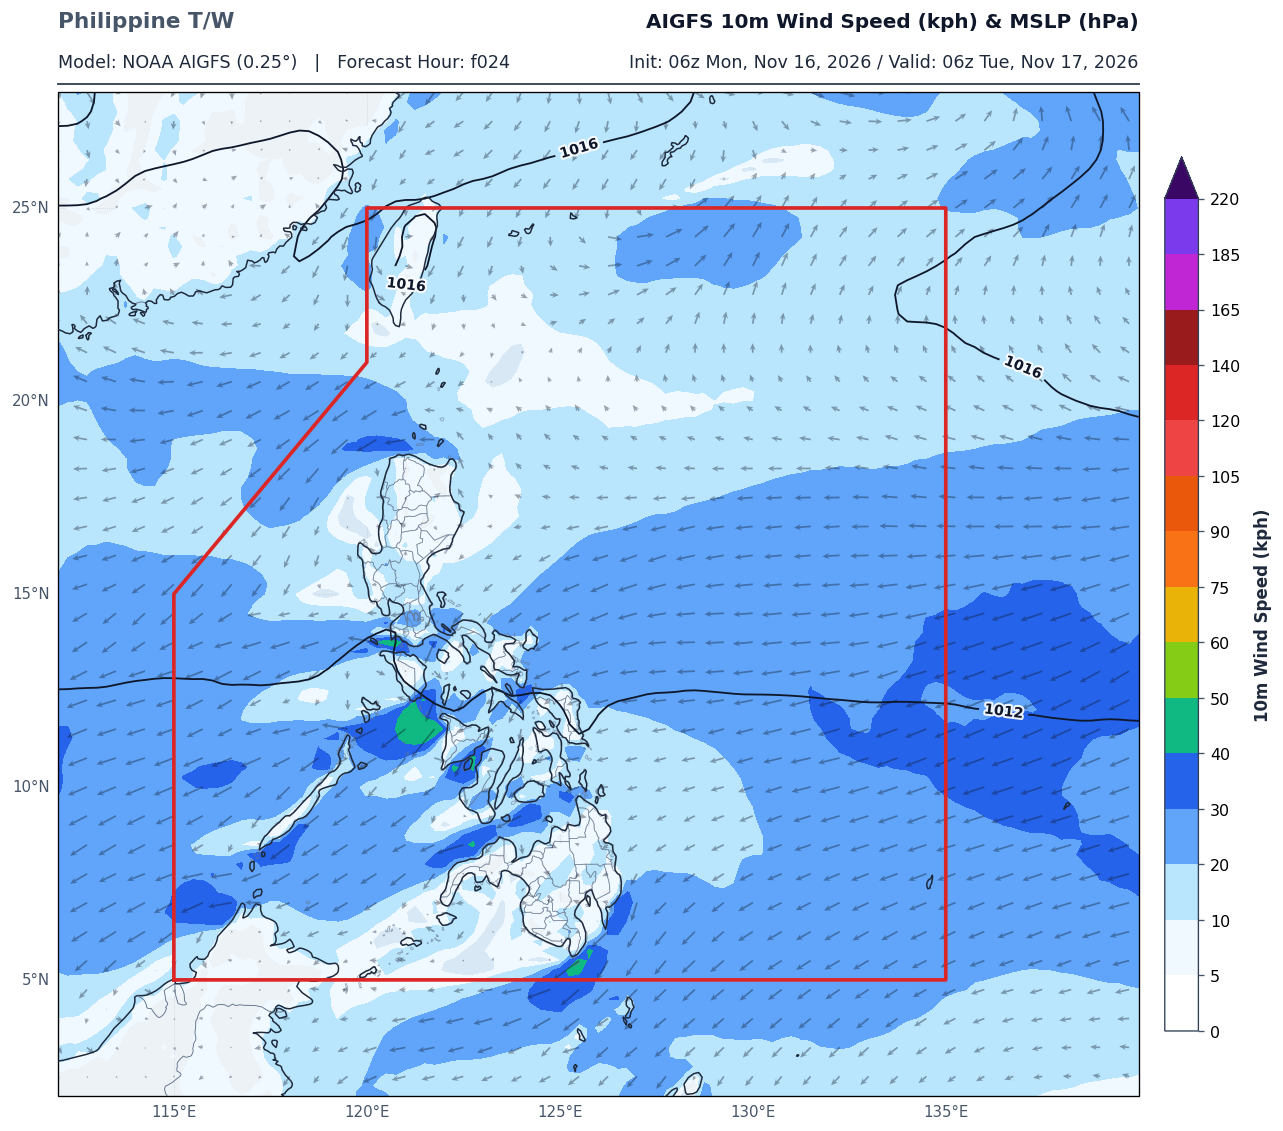 Philippine T/W
AIGFS 10m Wind Speed (kph) & MSLP (hPa)
Model: NOAA AIGFS (0.25°) | Forecast Hour: f024
Init: 06z Mon, Nov 16, 2026 / Valid: 06z Tue, Nov 17, 2026
1016
1016
1016
1012
25°N
20°N
15°N
10°N
5°N
115°E
120°E
125°E
130°E
135°E
220
185
165
140
120
105
90
75
60
50
40
30
20
10
5
0
10m Wind Speed (kph)